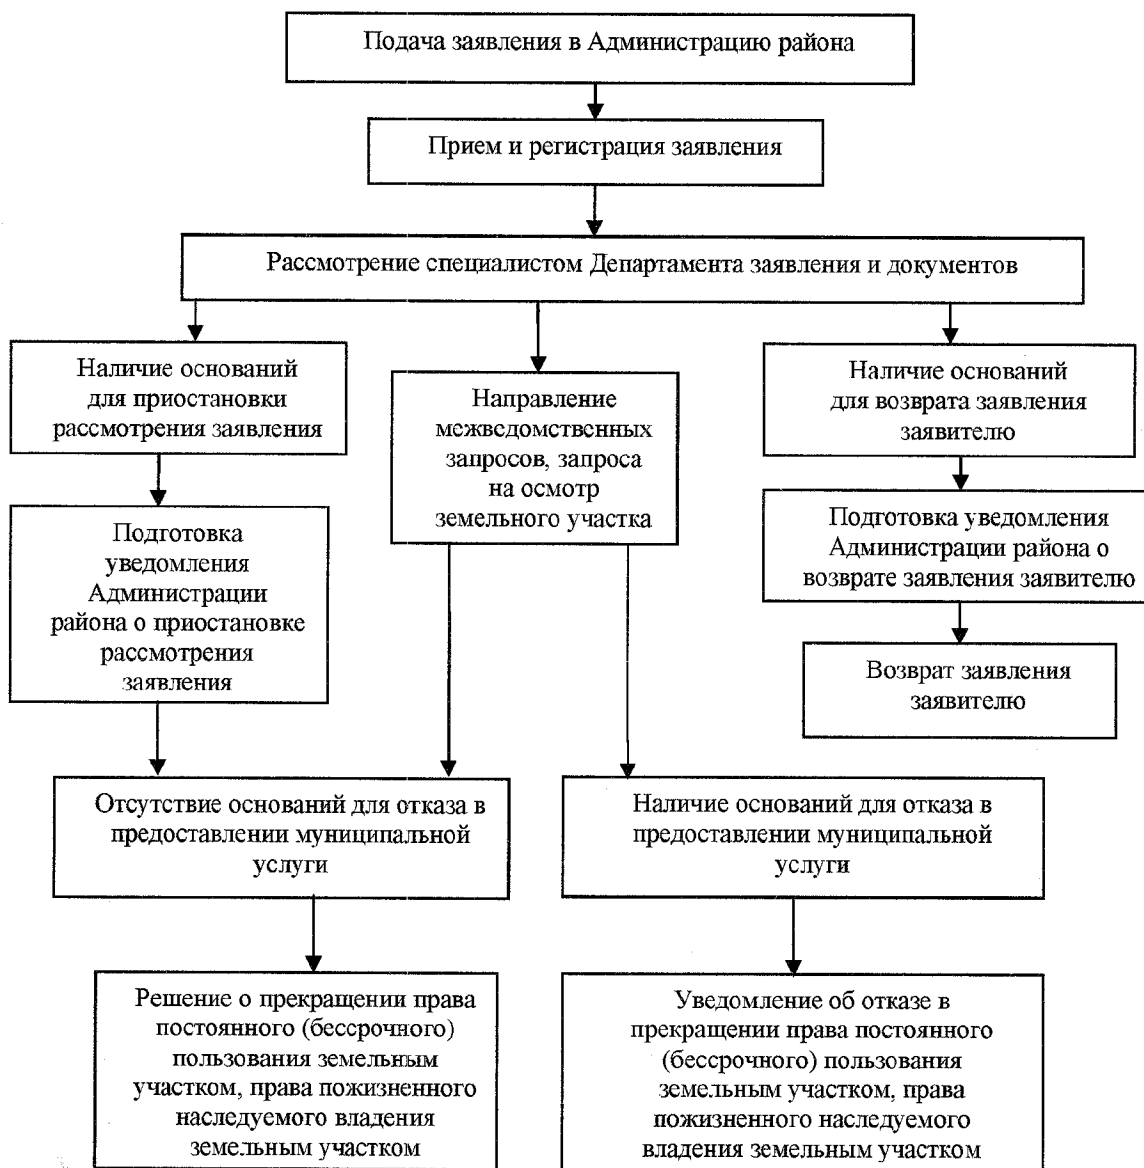 Подача заявления в Администрацию района
Прием и регистрация заявления
Рассмотрение специалистом Департамента заявления и документов
Наличие оснований
для приостановки
рассмотрения заявления
Направление
межведомственных
запросов, запроса
на осмотр
земельного участка
Наличие оснований
для возврата заявления
заявителю
Подготовка
уведомления
Администрации
района о приостановке
рассмотрения
заявления
Подготовка уведомления
Администрации района о
возврате заявления заявителю
Возврат заявления
заявителю
Отсутствие оснований для отказа в
предоставлении муниципальной
услуги
Наличие оснований для отказа в
предоставлении муниципальной
услуги
Решение о прекращении права
постоянного (бессрочного)
пользования земельным
участком, права пожизненного
наследуемого владения
земельным участком
Уведомление об отказе в
прекращении права постоянного
(бессрочного) пользования
земельным участком, права
пожизненного наследуемого
владения земельным участком